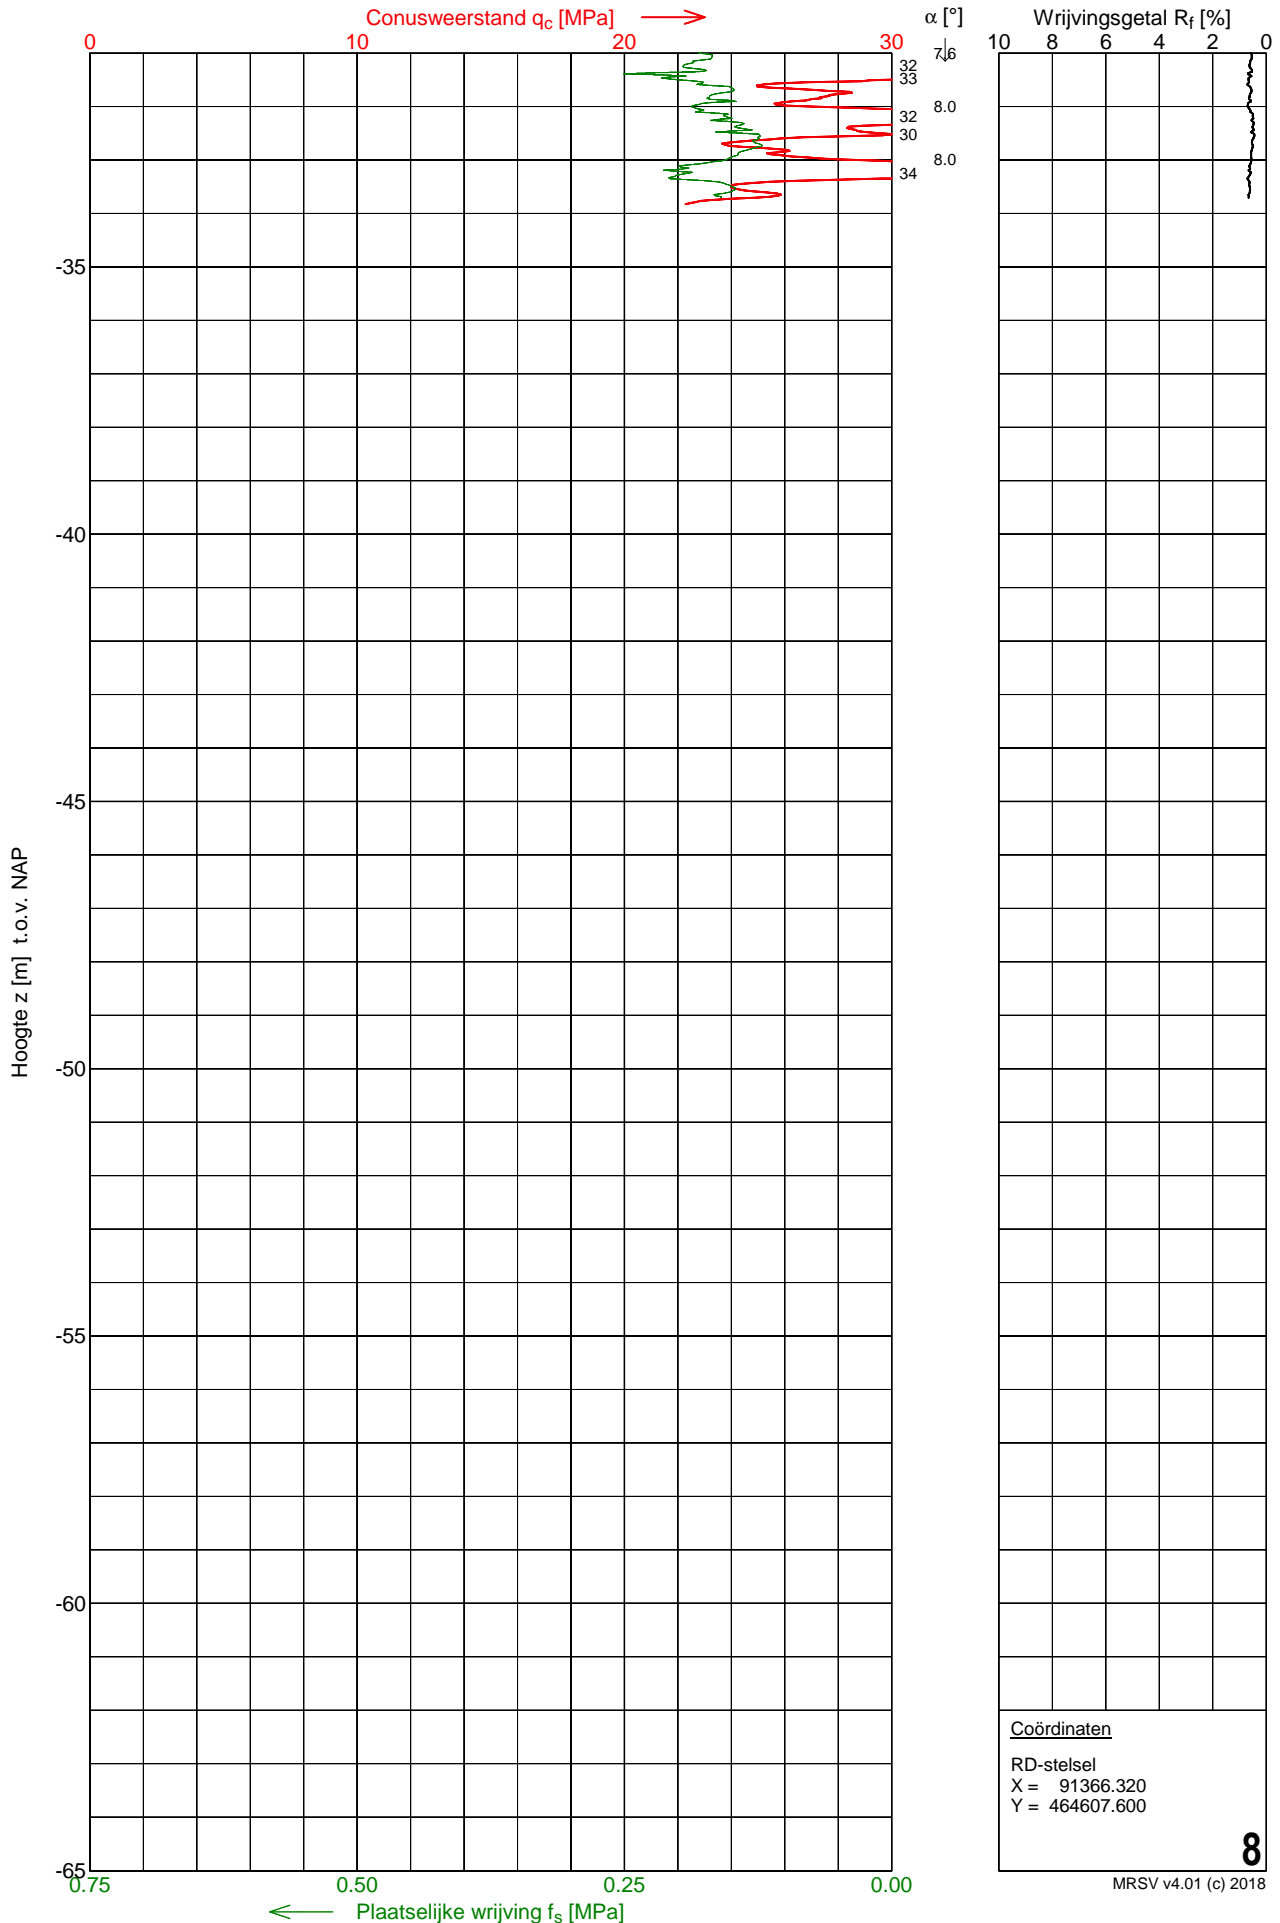 Conusweerstand qc [MPa]
α [°]
Wrijvingsgetal Rf [%]
0 10 20 30
10 8 6 4 2 0
7.6
32
33
8.0
32
30
8.0
34
-35
-40
-45
Hoogte z [m] t.o.v. NAP
-50
-55
-60
-65
Coördinaten
RD-stelsel
X = 91366.320
Y = 464607.600
8
0.75 0.50 0.25 0.00
MRSV v4.01 (c) 2018
Plaatselijke wrijving fs [MPa]